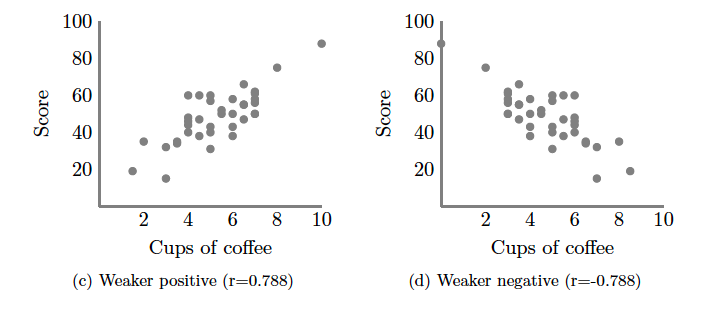 100
80
60
40
20
Score
2 4 6 8 10
Cups of coffee
(c) Weaker positive (r=0.788)
100
80
60
40
20
Score
2 4 6 8 10
Cups of coffee
(d) Weaker negative (r=-0.788)